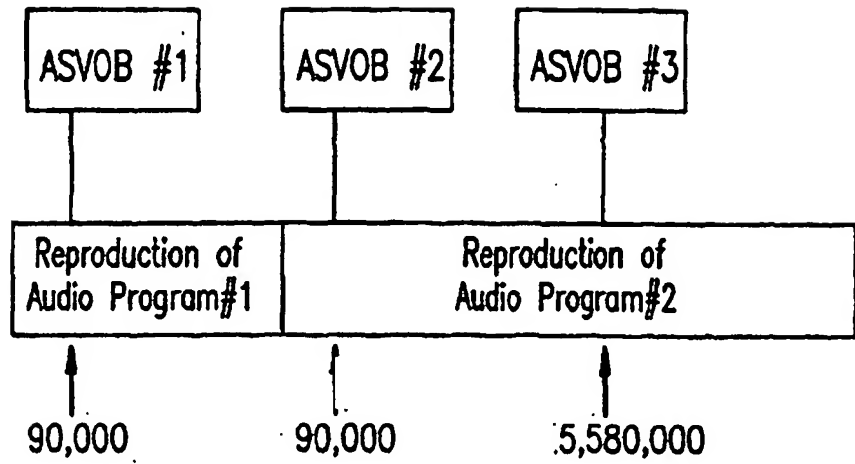 ASVOB #1
ASVOB #2
ASVOB #3
Reproduction of
Audio Program#1
Reproduction of
Audio Program#2
90,000
90,000
5,580,000